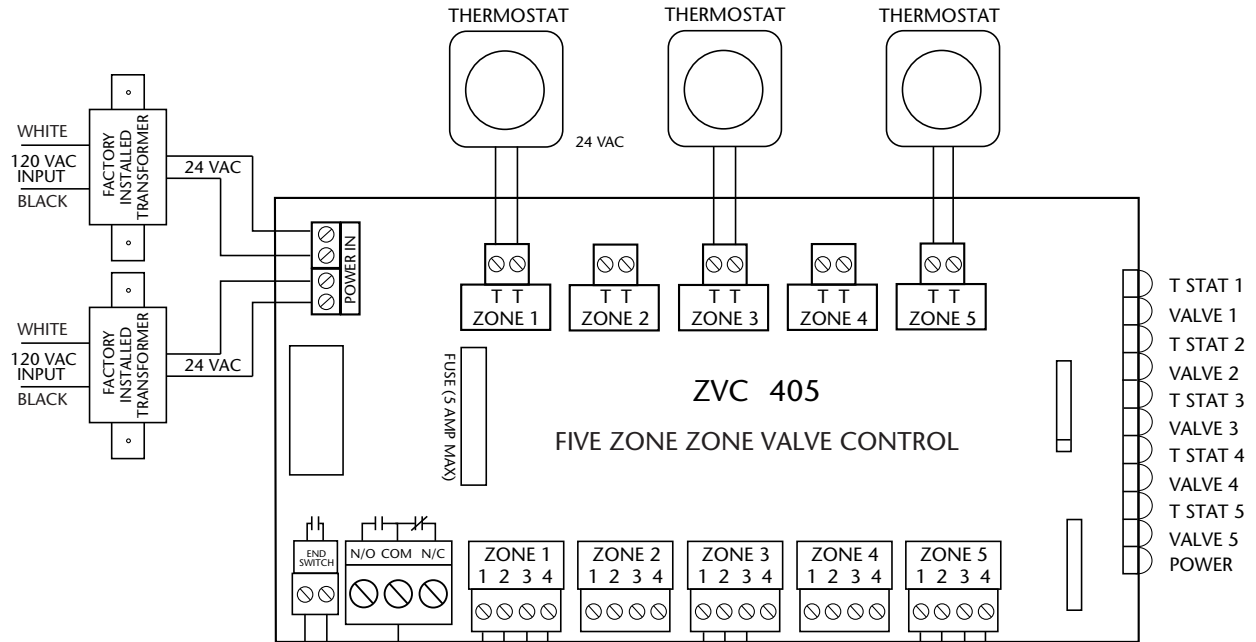 THERMOSTAT
THERMOSTAT
THERMOSTAT
24 VAC
WHITE
120 VAC
INPUT
BLACK
FACTORY
INSTALLED
TRANSFORMER
24 VAC
POWER IN
WHITE
120 VAC
INPUT
BLACK
FACTORY
INSTALLED
TRANSFORMER
24 VAC
T T
ZONE 1
T T
ZONE 2
T T
ZONE 3
T T
ZONE 4
T T
ZONE 5
FUSE (5 AMP MAX)
ZVC 405
FIVE ZONE ZONE VALVE CONTROL
T STAT 1
VALVE 1
T STAT 2
VALVE 2
T STAT 3
VALVE 3
T STAT 4
VALVE 4
T STAT 5
VALVE 5
POWER
END
SWITCH
N/O COM N/C
ZONE 1
1 2 3 4
ZONE 2
1 2 3 4
ZONE 3
1 2 3 4
ZONE 4
1 2 3 4
ZONE 5
1 2 3 4